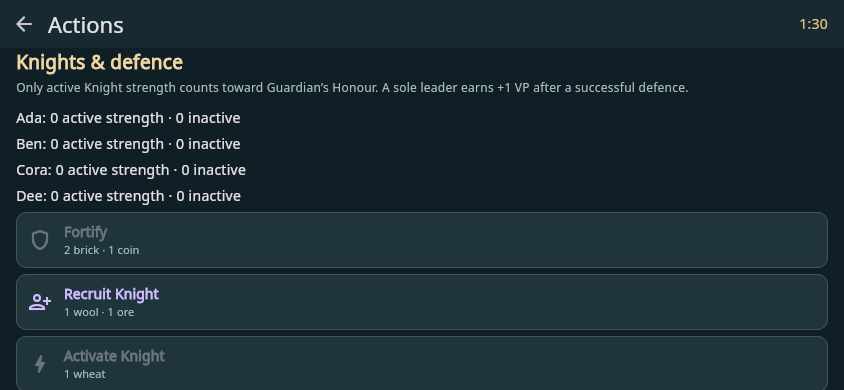 Actions
1:30
Knights & defence
Only active Knight strength counts toward Guardian’s Honour. A sole leader earns +1 VP after a successful defence.
Ada: 0 active strength · 0 inactive
Ben: 0 active strength · 0 inactive
Cora: 0 active strength · 0 inactive
Dee: 0 active strength · 0 inactive
Fortify
2 brick · 1 coin
Recruit Knight
1 wool · 1 ore
Activate Knight
1 wheat